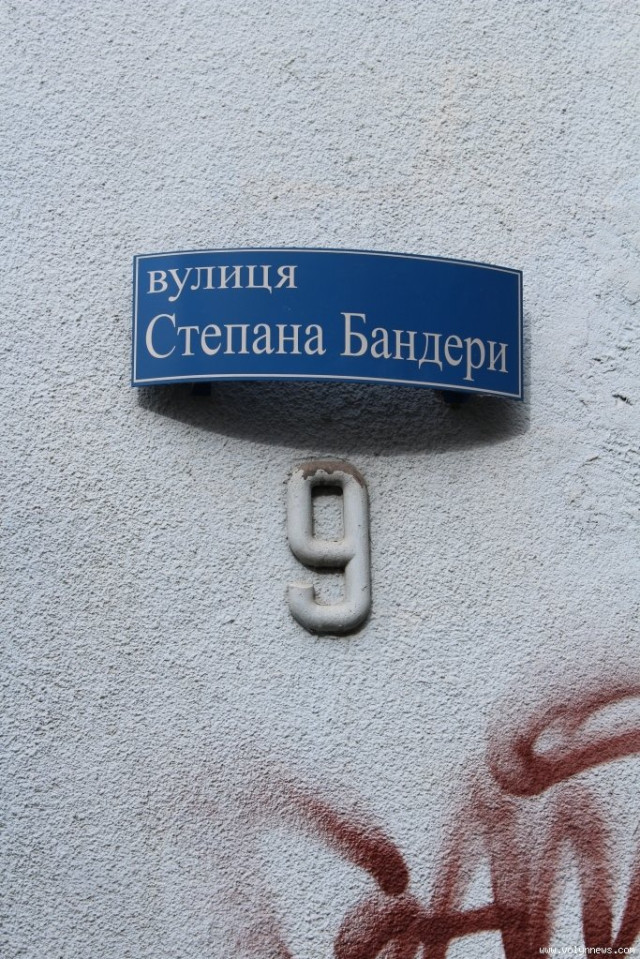 вулиця
Степана Бандери
9
www.volynnews.com